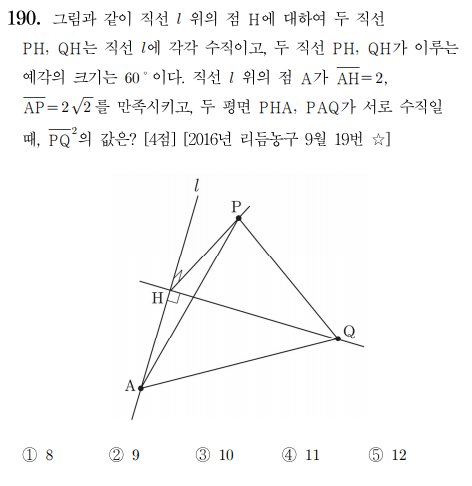 190. 그림과 같이 직선 l 위의 점 H에 대하여 두 직선
PH, QH는 직선 l에 각각 수직이고, 두 직선 PH, QH가 이루는
예각의 크기는 60°이다. 직선 l 위의 점 A가 \overline{AH}=2,
\overline{AP}=2√2를 만족시키고, 두 평면 PHA, PAQ가 서로 수직일
때, \overline{PQ}²의 값은? [4점] [2016년 리듬농구 9월 19번 ☆]
l
P
H
Q
A
① 8 ② 9 ③ 10 ④ 11 ⑤ 12